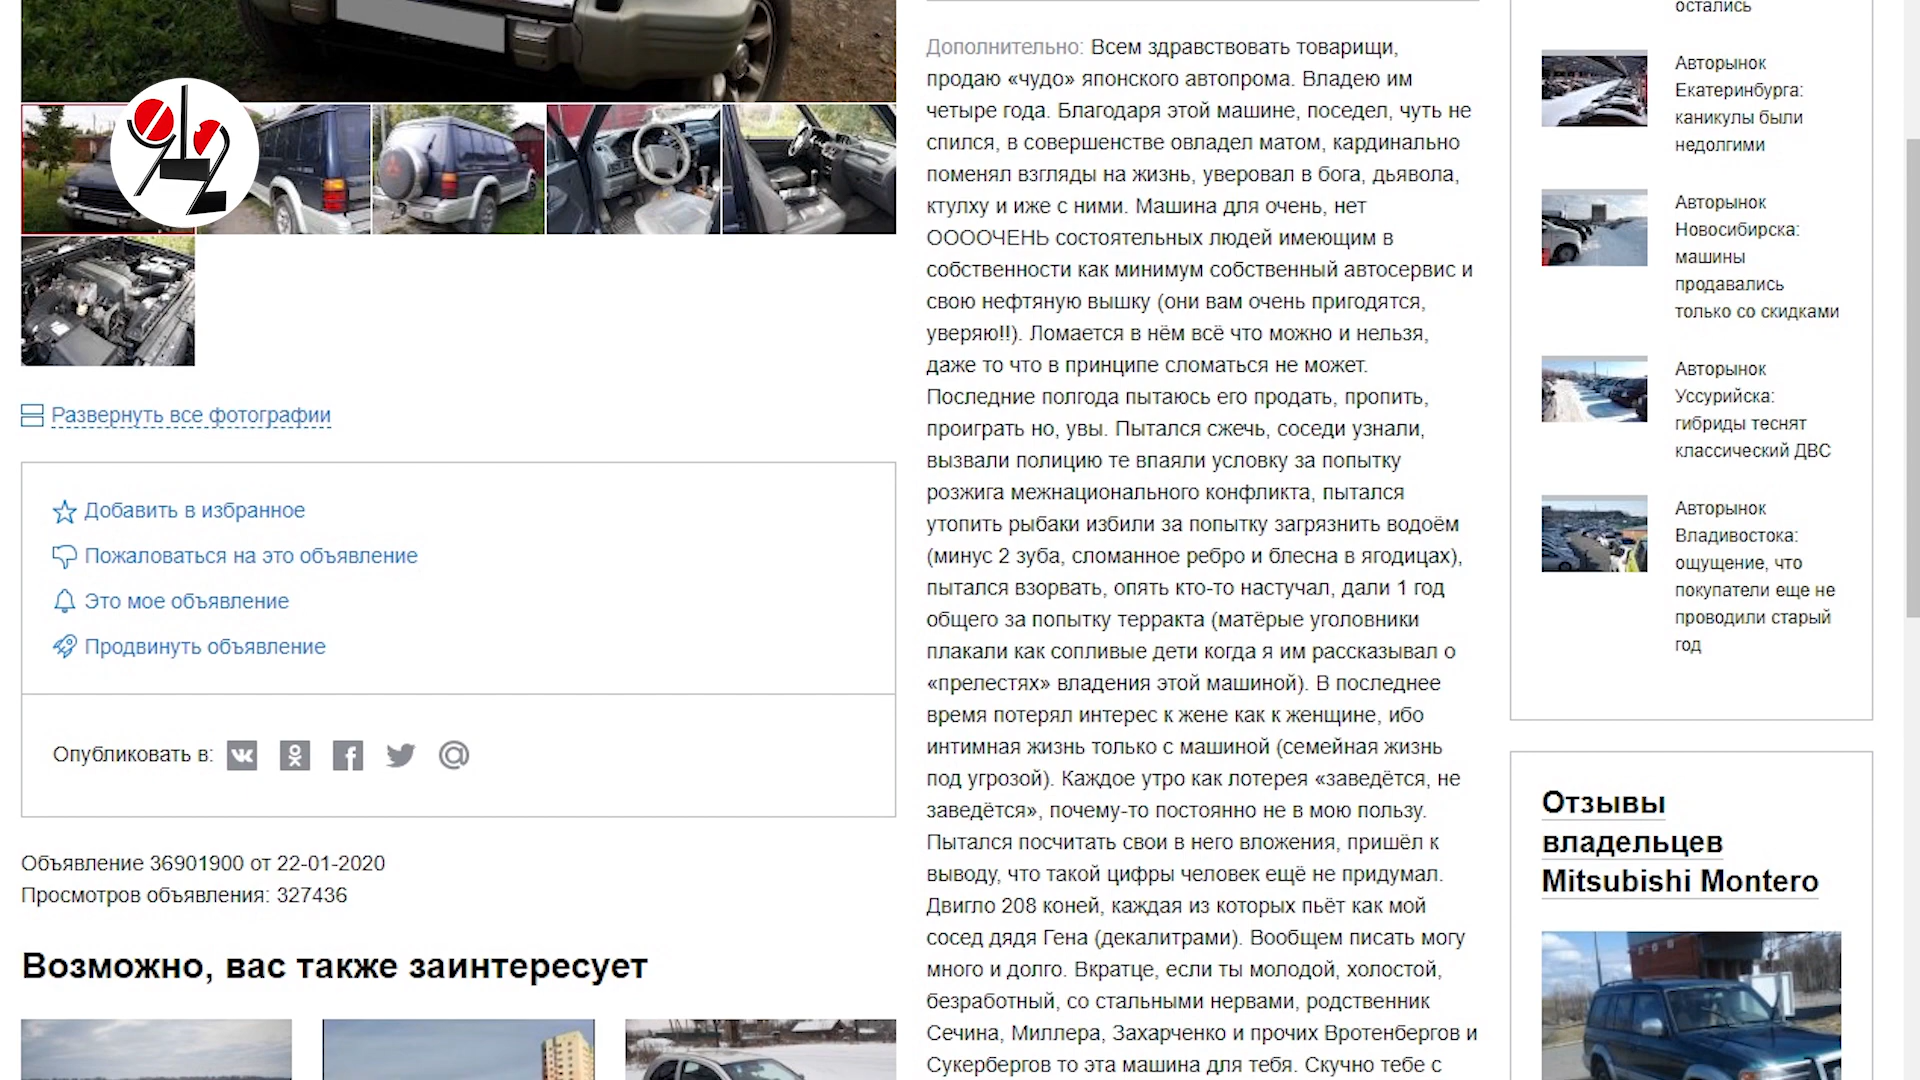 Развернуть все фотографии
Добавить в избранное
Пожаловаться на это объявление
Это мое объявление
Продвинуть объявление
Опубликовать в:
Объявление 36901900 от 22-01-2020
Просмотров объявления: 327436
Возможно, вас также заинтересует
Дополнительно: Всем здравствовать товарищи,
продаю «чудо» японского автопрома. Владею им
четыре года. Благодаря этой машине, поседел, чуть не
спился, в совершенстве овладел матом, кардинально
поменял взгляды на жизнь, уверовал в бога, дьявола,
ктулху и иже с ними. Машина для очень, нет
ООООЧЕНЬ состоятельных людей имеющим в
собственности как минимум собственный автосервис и
свою нефтяную вышку (они вам очень пригодятся,
уверяю!!). Ломается в нём всё что можно и нельзя,
даже то что в принципе сломаться не может.
Последние полгода пытаюсь его продать, пропить,
проиграть но, увы. Пытался сжечь, соседи узнали,
вызвали полицию те впаяли условку за попытку
розжига межнационального конфликта, пытался
утопить рыбаки избили за попытку загрязнить водоём
(минус 2 зуба, сломанное ребро и блесна в ягодицах),
пытался взорвать, опять кто-то настучал, дали 1 год
общего за попытку терракта (матёрые уголовники
плакали как сопливые дети когда я им рассказывал о
«прелестях» владения этой машиной). В последнее
время потерял интерес к жене как к женщине, ибо
интимная жизнь только с машиной (семейная жизнь
под угрозой). Каждое утро как лотерея «заведётся, не
заведётся», почему-то постоянно не в мою пользу.
Пытался посчитать свои в него вложения, пришёл к
выводу, что такой цифры человек ещё не придумал.
Двигло 208 коней, каждая из которых пьёт как мой
сосед дядя Гена (декалитрами). Вообщем писать могу
много и долго. Вкратце, если ты молодой, холостой,
безработный, со стальными нервами, родственник
Сечина, Миллера, Захарченко и прочих Вротенбергов и
Сукербергов то эта машина для тебя. Скучно тебе с
остались
Авторынок
Екатеринбурга:
каникулы были
недолгими
Авторынок
Новосибирска:
машины
продавались
только со скидками
Авторынок
Уссурийска:
гибриды теснят
классический ДВС
Авторынок
Владивостока:
ощущение, что
покупатели еще не
проводили старый
год
Отзывы
владельцев
Mitsubishi Montero